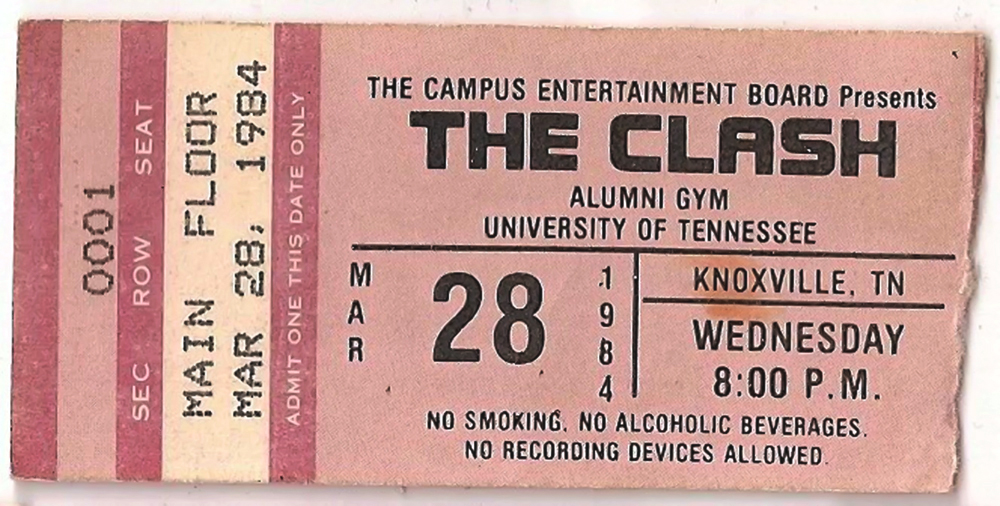 0001
SEC ROW SEAT
MAIN FLOOR
MAR 28, 1984
ADMIT ONE THIS DATE ONLY
THE CAMPUS ENTERTAINMENT BOARD Presents
THE CLASH
ALUMNI GYM
UNIVERSITY OF TENNESSEE
MAR 28 1984
KNOXVILLE, TN
WEDNESDAY
8:00 P.M.
NO SMOKING. NO ALCOHOLIC BEVERAGES.
NO RECORDING DEVICES ALLOWED.